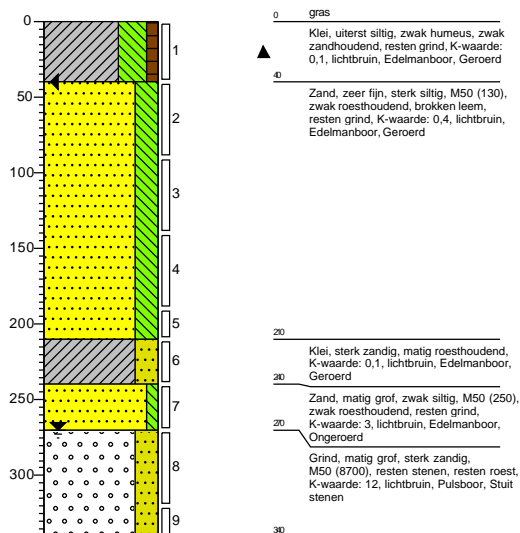 0
50
100
150
200
250
300
1
2
3
4
5
6
7
8
9
0
gras
Klei, uiterst siltig, zwak humeus, zwak
zandhoudend, resten grind, K-waarde:
0,1, lichtbruin, Edelmanboor, Geroerd
40
Zand, zeer fijn, sterk siltig, M50 (130),
zwak roesthoudend, brokken leem,
resten grind, K-waarde: 0,4, lichtbruin,
Edelmanboor, Geroerd
210
Klei, sterk zandig, matig roesthoudend,
K-waarde: 0,1, lichtbruin, Edelmanboor,
Geroerd
240
Zand, matig grof, zwak siltig, M50 (250),
zwak roesthoudend, resten grind,
K-waarde: 3, lichtbruin, Edelmanboor,
Ongeroerd
270
Grind, matig grof, sterk zandig,
M50 (8700), resten stenen, resten roest,
K-waarde: 12, lichtbruin, Pulsboor, Stuit
stenen
340